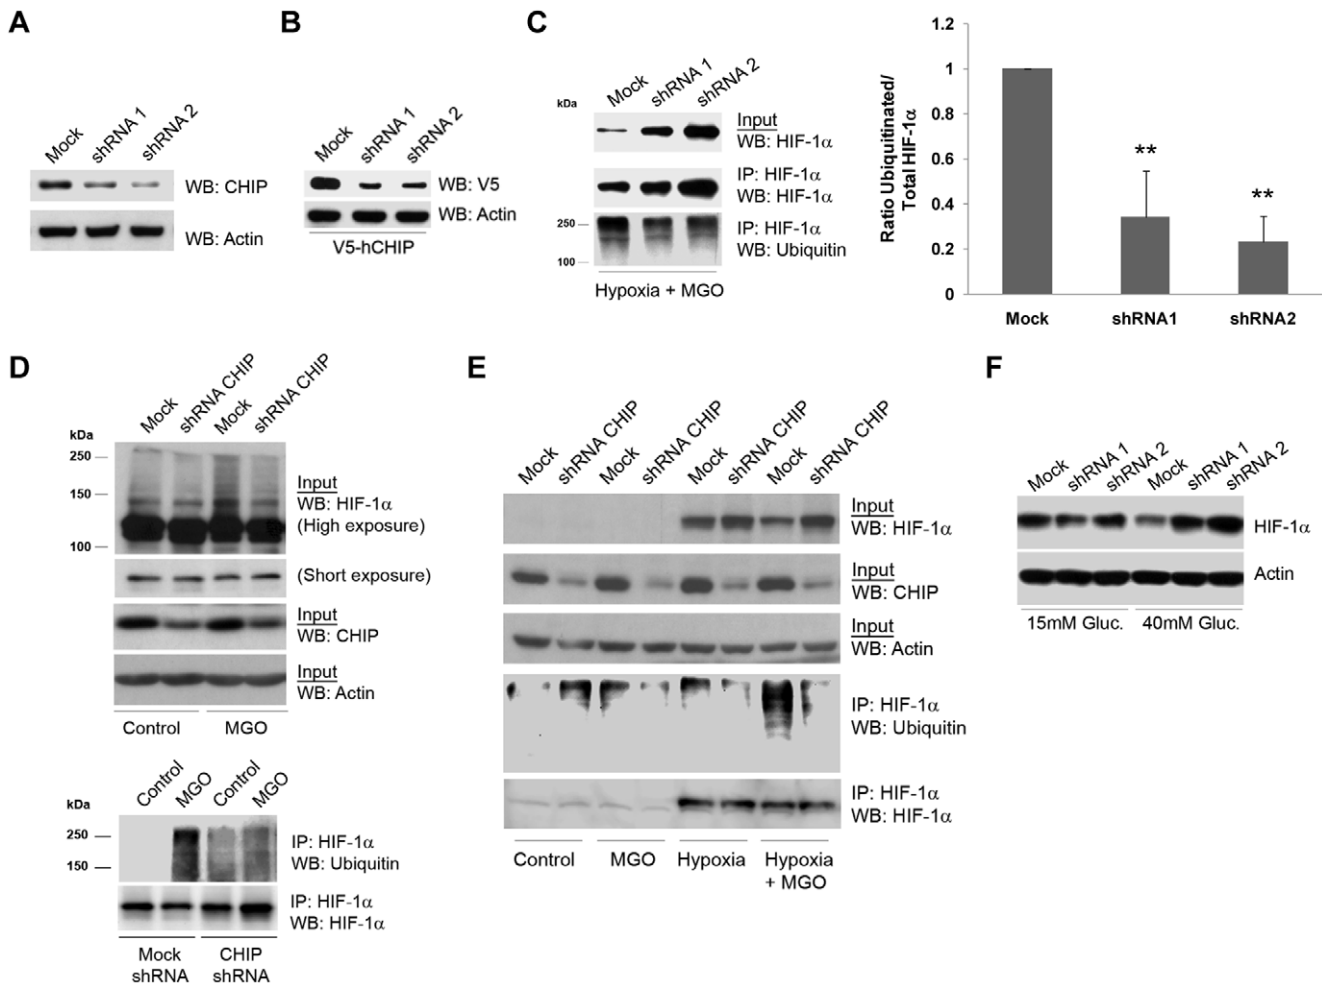 A
Mock
shRNA 1
shRNA 2
WB: CHIP
WB: Actin
B
Mock
shRNA 1
shRNA 2
WB: V5
WB: Actin
V5-hCHIP
C
kDa
Mock
shRNA 1
shRNA 2
Input
WB: HIF-1α
IP: HIF-1α
WB: HIF-1α
250
100
IP: HIF-1α
WB: Ubiquitin
Hypoxia + MGO
Ratio Ubiquitinated/
Total HIF-1α
1.2
1
0.8
0.6
0.4
0.2
0
**
**
Mock
shRNA1
shRNA2
D
kDa
Mock
shRNA CHIP
Mock
shRNA CHIP
250
150
100
Input
WB: HIF-1α
(High exposure)
(Short exposure)
Input
WB: CHIP
Input
WB: Actin
Control
MGO
kDa
Control
MGO
Control
MGO
250
150
IP: HIF-1α
WB: Ubiquitin
IP: HIF-1α
WB: HIF-1α
Mock
shRNA
CHIP
shRNA
E
Mock
shRNA CHIP
Mock
shRNA CHIP
Mock
shRNA CHIP
Mock
shRNA CHIP
Input
WB: HIF-1α
Input
WB: CHIP
Input
WB: Actin
IP: HIF-1α
WB: Ubiquitin
IP: HIF-1α
WB: HIF-1α
Control
MGO
Hypoxia
Hypoxia
+ MGO
F
Mock
shRNA 1
shRNA 2
Mock
shRNA 1
shRNA 2
HIF-1α
Actin
15mM Gluc.
40mM Gluc.